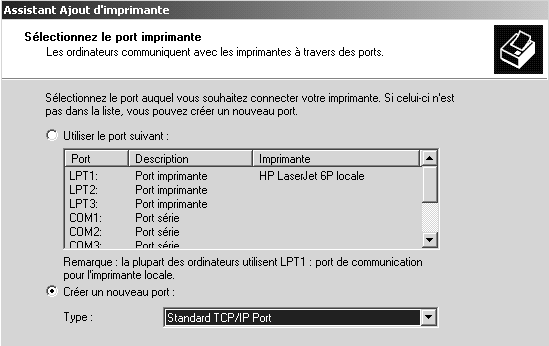 Assistant Ajout d'imprimante
Sélectionnez le port imprimante
Les ordinateurs communiquent avec les imprimantes à travers des ports.
Sélectionnez le port auquel vous souhaitez connecter votre imprimante. Si celui-ci n'est
pas dans la liste, vous pouvez créer un nouveau port.
Utiliser le port suivant :
Port Description Imprimante
LPT1: Port imprimante HP LaserJet 6P locale
LPT2: Port imprimante
LPT3: Port imprimante
COM1: Port série
COM2: Port série
COM3: Port série
Remarque : la plupart des ordinateurs utilisent LPT1 : port de communication
pour l'imprimante locale.
Créer un nouveau port :
Type : Standard TCP/IP Port